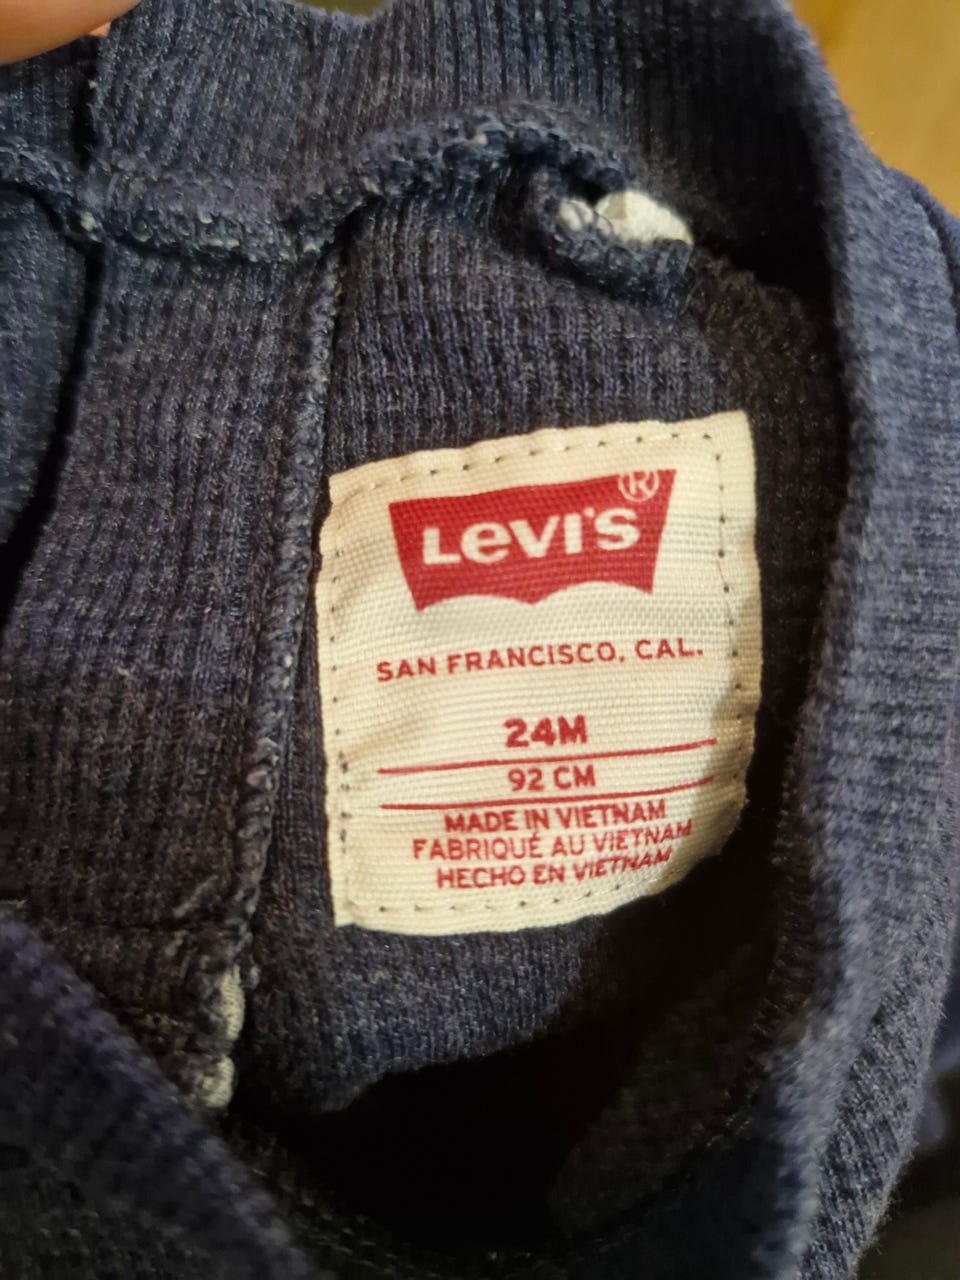 Levi's®
SAN FRANCISCO, CAL.
24M
92 CM
MADE IN VIETNAM
FABRIQUÉ AU VIETNAM
HECHO EN VIETNAM